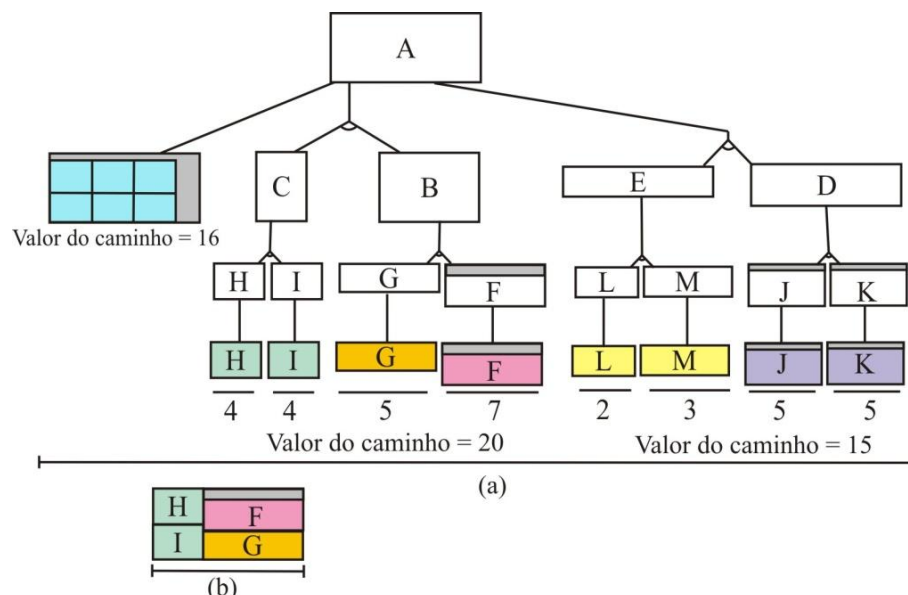 A
C B E D
Valor do caminho = 16
H I G F L M J K
H I G F L M J K
4 4 5 7 2 3 5 5
Valor do caminho = 20 Valor do caminho = 15
(a)
H F
I G
(b)